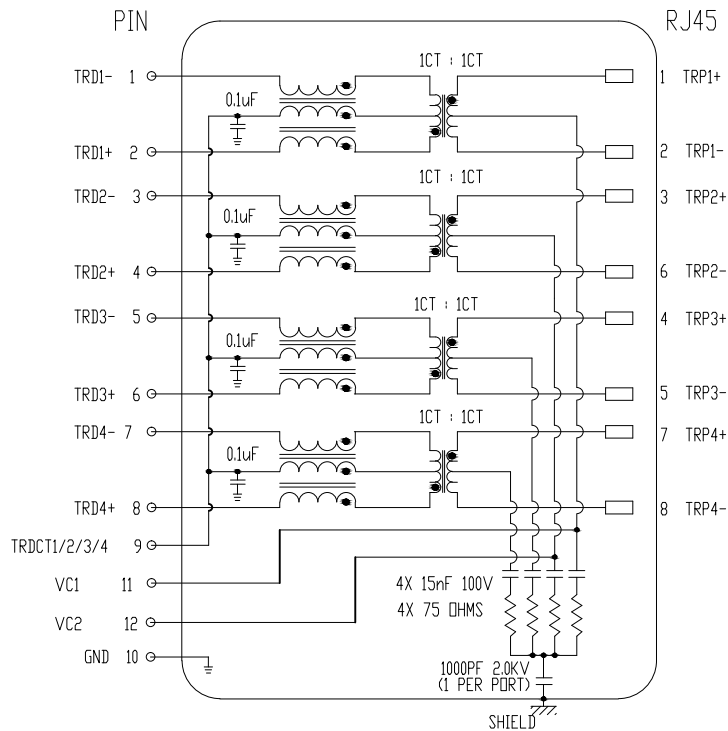 PIN RJ45
1CT : 1CT
TRD1- 1 1 TRP1+
0.1uF
TRD1+ 2 2 TRP1-
1CT : 1CT
TRD2- 3 3 TRP2+
0.1uF
TRD2+ 4 6 TRP2-
1CT : 1CT
TRD3- 5 4 TRP3+
0.1uF
TRD3+ 6 5 TRP3-
1CT : 1CT
TRD4- 7 7 TRP4+
0.1uF
TRD4+ 8 8 TRP4-
TRDCT1/2/3/4 9
VC1 11 4X 15nF 100V
4X 75 OHMS
VC2 12
GND 10
1000PF 2.0KV
(1 PER PORT)
SHIELD